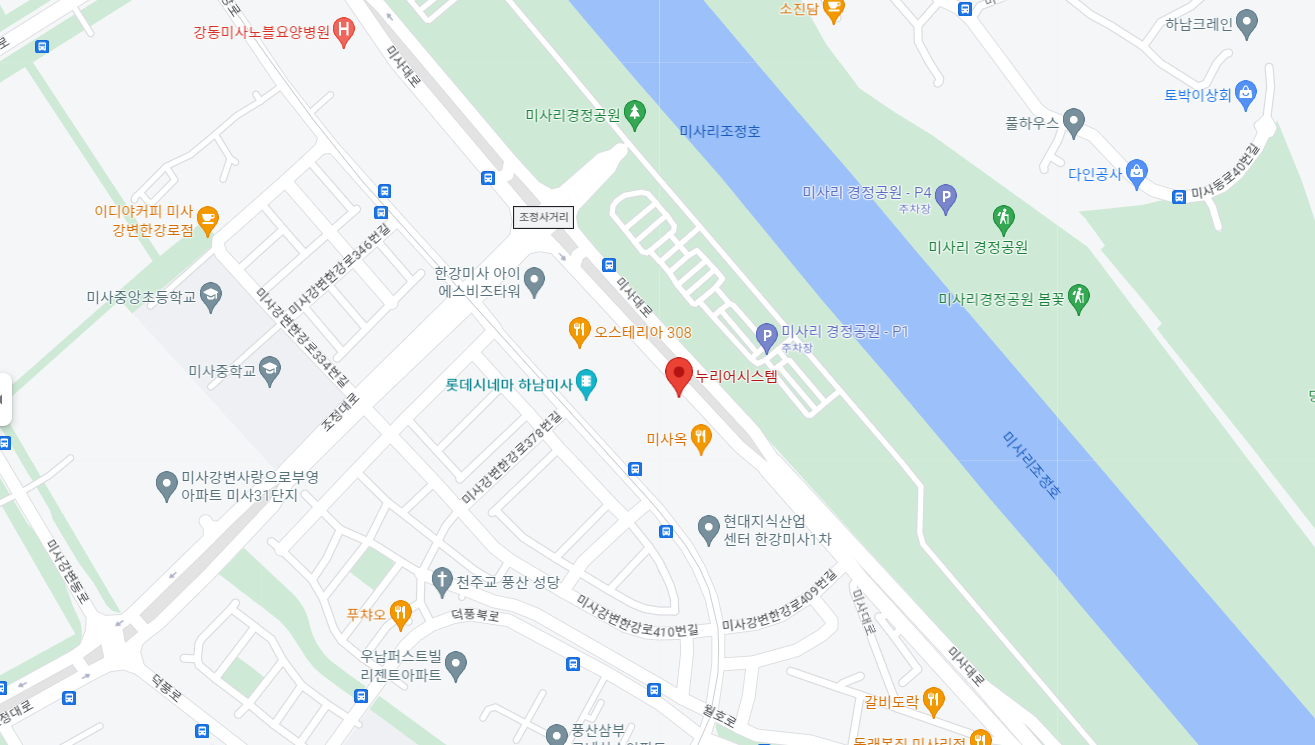 소진담
하남크레인
강동미사노블요양병원
미사대로
토박이상회
미사리경정공원
미사리조정호
풀하우스
다인공사
미사동로40번길
미사리 경정공원 - P4
주차장
이디야커피 미사
강변한강로점
조정사거리
미사강변한강로346번길
미사리 경정공원
한강미사 아이
에스비즈타워
미사중앙초등학교
미사대로
미사리경정공원 봄꽃
미사강변한강로334번길
오스테리아 308
미사리 경정공원 - P1
주차장
미사중학교
롯데시네마 하남미사
누리어시스템
조정대로
미사강변한강로378번길
미사옥
미사리조정호
미사강변사랑으로부영
아파트 미사31단지
현대지식산업
센터 한강미사1차
미사강변동로
천주교 풍산 성당
미사강변한강로409번길
푸챠오
덕풍북로
미사강변한강로410번길
미사대로
우남퍼스트빌
리젠트아파트
미사대로
덕풍로
갈비도락
월호로
풍산삼부